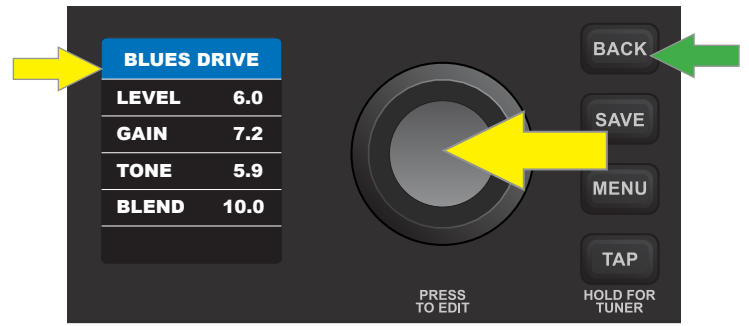 BLUES DRIVE
LEVEL 6.0
GAIN 7.2
TONE 5.9
BLEND 10.0
PRESS
TO EDIT
BACK
SAVE
MENU
TAP
HOLD FOR
TUNER